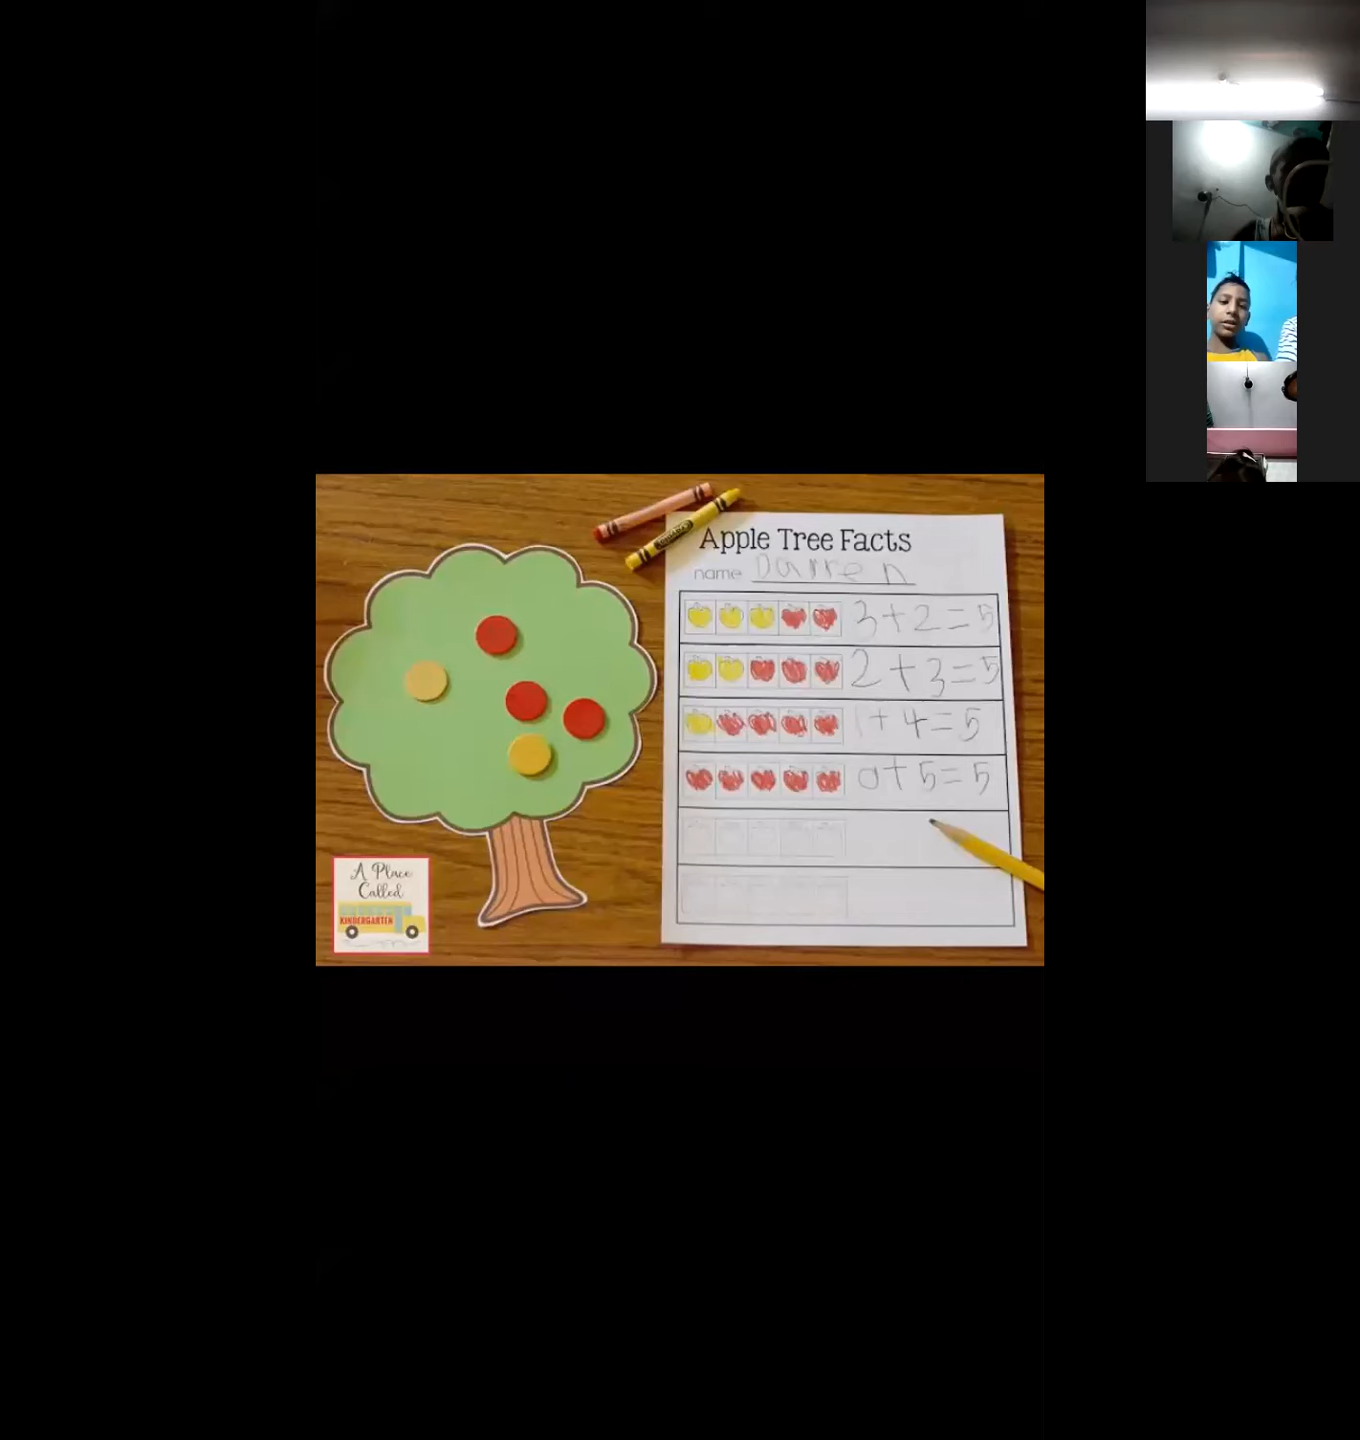 Apple Tree Facts
name Darren
3+2=5
2+3=5
1+4=5
0+5=5
A Place
Called
KINDERGARTEN